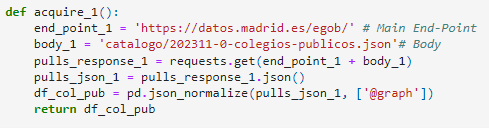 def acquire_1():
    end_point_1 = 'https://datos.madrid.es/egob/' # Main End-Point
    body_1 = 'catalogo/202311-0-colegios-publicos.json'# Body
    pulls_response_1 = requests.get(end_point_1 + body_1)
    pulls_json_1 = pulls_response_1.json()
    df_col_pub = pd.json_normalize(pulls_json_1, ['@graph'])
    return df_col_pub